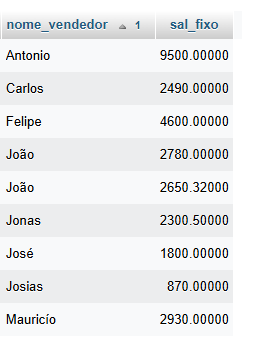 nome_vendedor 1 sal_fixo
Antonio 9500.00000
Carlos 2490.00000
Felipe 4600.00000
João 2780.00000
João 2650.32000
Jonas 2300.50000
José 1800.00000
Josias 870.00000
Mauricío 2930.00000